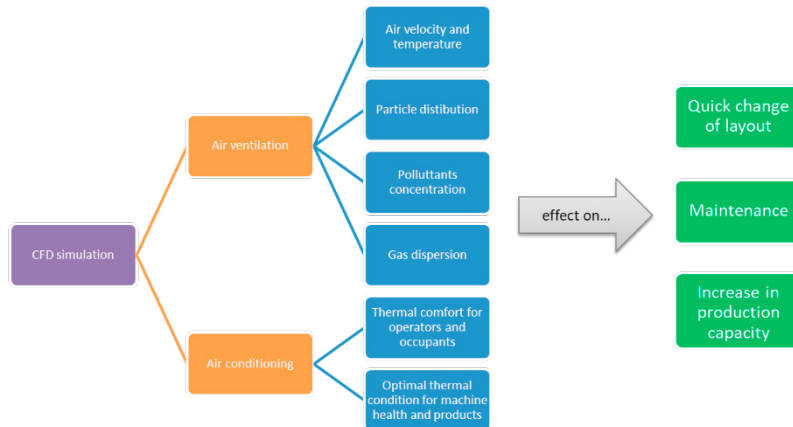 CFD simulation
Air ventilation
Air conditioning
Air velocity and
temperature
Particle distibution
Polluttants
concentration
Gas dispersion
Thermal comfort for
operators and
occupants
Optimal thermal
condition for machine
health and products
effect on...
Quick change
of layout
Maintenance
Increase in
production
capacity